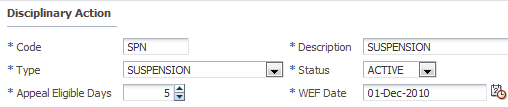 Disciplinary Action
* Code SPN * Description SUSPENSION
* Type SUSPENSION * Status ACTIVE
* Appeal Eligible Days 5 * WEF Date 01-Dec-2010